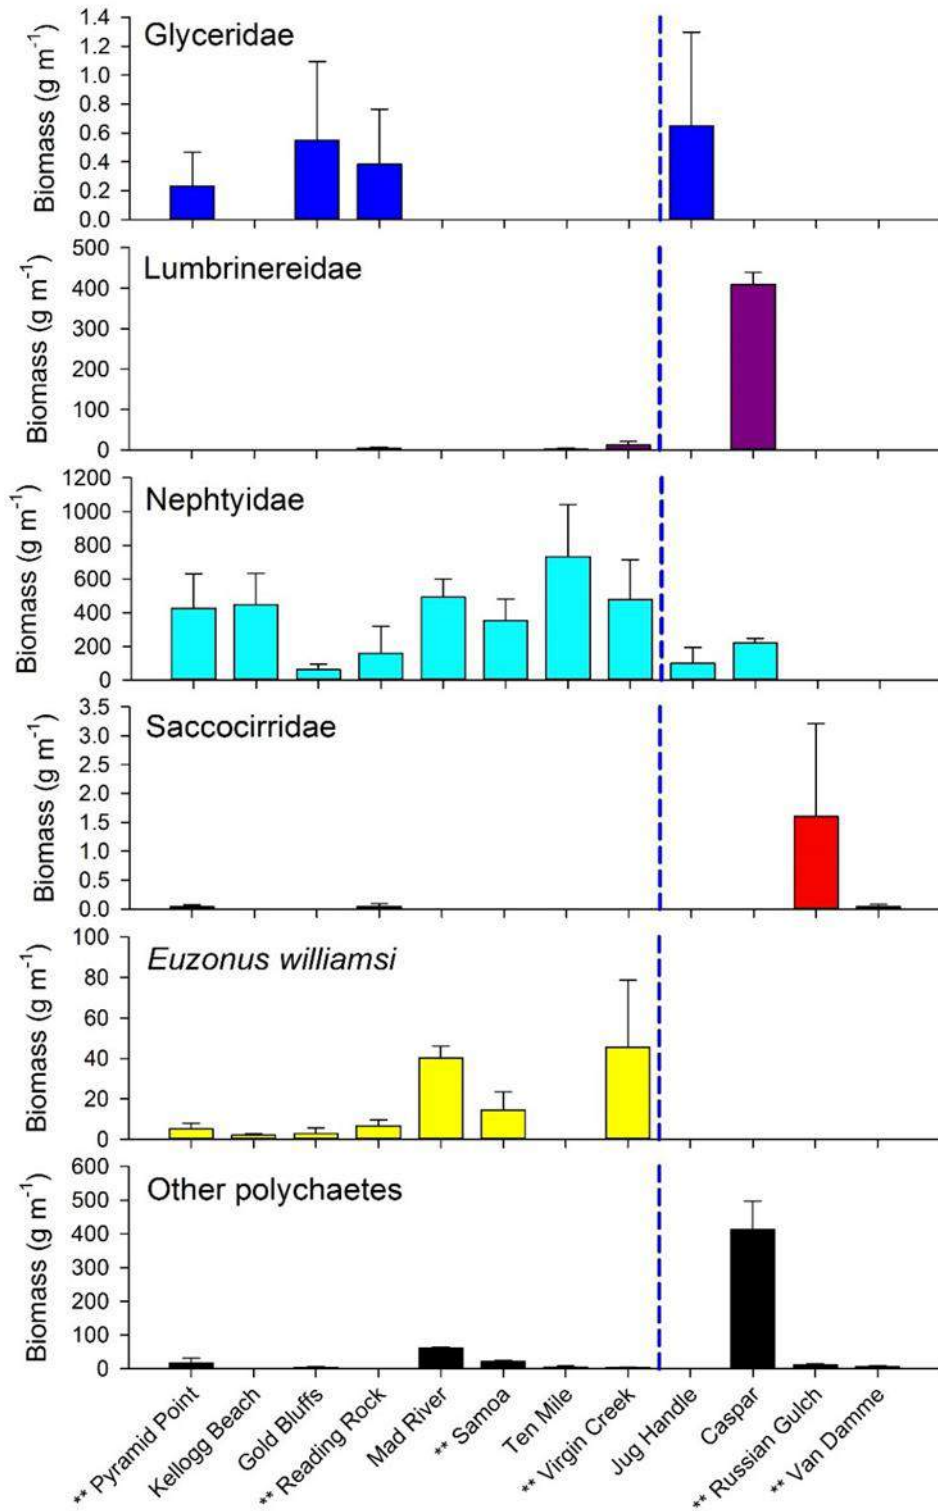 Glyceridae
Biomass (g m-1)
1.4
1.2
1.0
0.8
0.6
0.4
0.2
0.0
Lumbrinereidae
Biomass (g m-1)
500
400
300
200
100
0
Nephtyidae
Biomass (g m-1)
1200
1000
800
600
400
200
0
Saccocirridae
Biomass (g m-1)
3.5
3.0
2.5
2.0
1.5
1.0
0.5
0.0
Euzonus williamsi
Biomass (g m-1)
100
80
60
40
20
0
Other polychaetes
Biomass (g m-1)
600
500
400
300
200
100
0
** Pyramid Point
Kellogg Beach
Gold Bluffs
** Reading Rock
Mad River
** Samoa
Ten Mile
** Virgin Creek
Jug Handle
Caspar
** Russian Gulch
** Van Damme